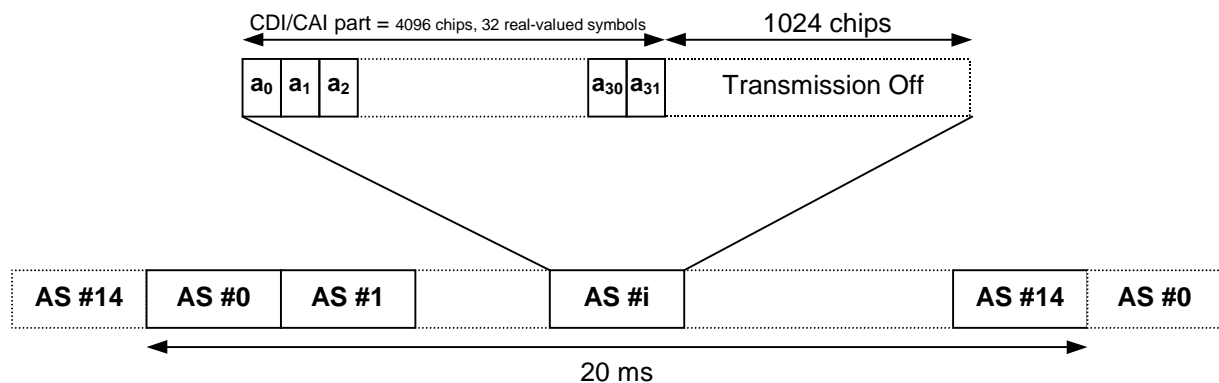 CDI/CAI part = 4096 chips, 32 real-valued symbols
1024 chips
a0 a1 a2 a30 a31 Transmission Off
AS #14 AS #0 AS #1 AS #i AS #14 AS #0
20 ms